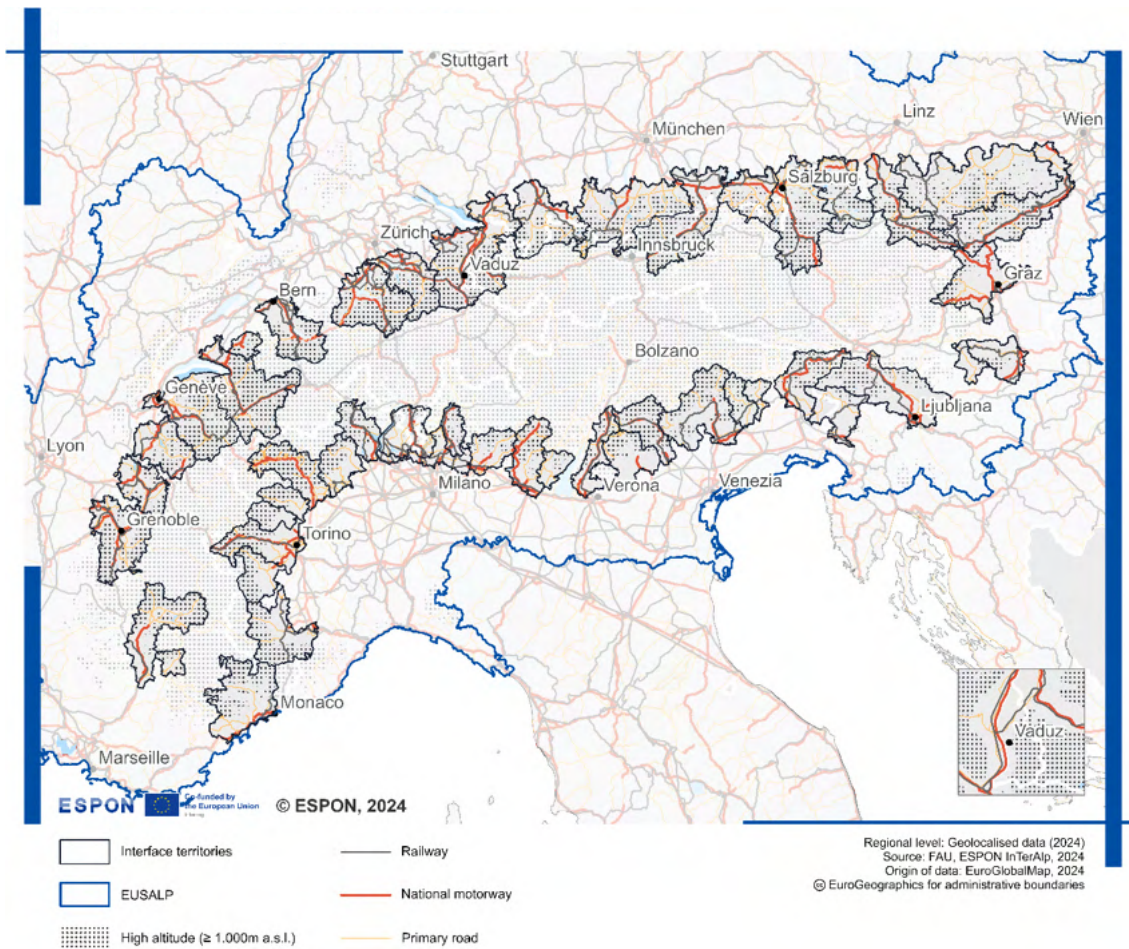 Stuttgart
München
Linz
Wien
Salzburg
Zürich
Innsbruck
Vaduz
Graz
Bern
Bolzano
Genève
Ljubljana
Lyon
Milano
Verona
Venezia
Grenoble
Torino
Monaco
Marseille
Vaduz
ESPON
Co-funded by
the European Union
Interreg
© ESPON, 2024
Interface territories
EUSALP
High altitude (≥ 1.000m a.s.l.)
Railway
National motorway
Primary road
Regional level: Geolocalised data (2024)
Source: FAU, ESPON InTerAlp, 2024
Origin of data: EuroGlobalMap, 2024
cc EuroGeographics for administrative boundaries